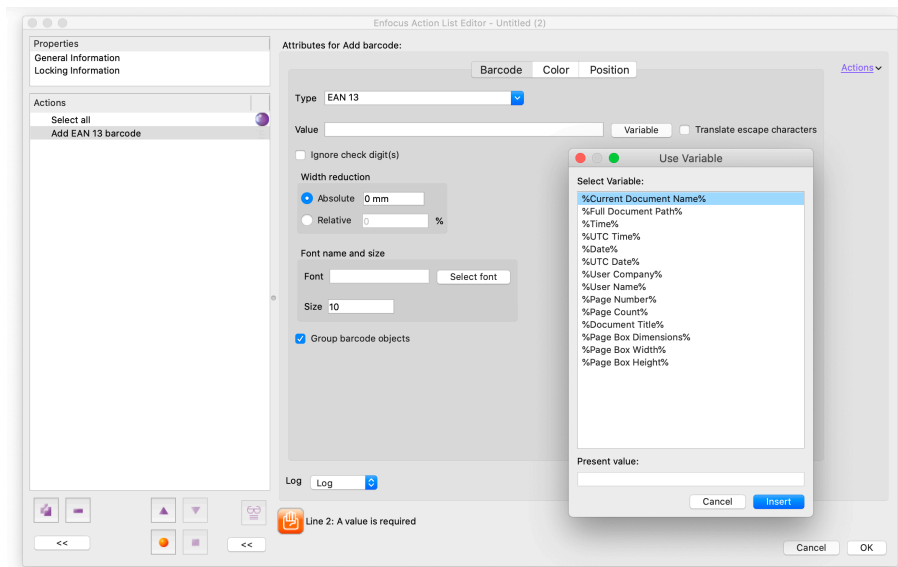 Enfocus Action List Editor - Untitled (2)
Properties
General Information
Locking Information
Actions
Select all
Add EAN 13 barcode
<<
<<
Attributes for Add barcode:
Barcode Color Position
Actions
Type EAN 13
Value Variable Translate escape characters
Ignore check digit(s)
Width reduction
Absolute 0 mm
Relative 0 %
Font name and size
Font Select font
Size 10
Group barcode objects
Log Log
Line 2: A value is required
Cancel OK
Use Variable
Select Variable:
%Current Document Name%
%Full Document Path%
%Time%
%UTC Time%
%Date%
%UTC Date%
%User Company%
%User Name%
%Page Number%
%Page Count%
%Document Title%
%Page Box Dimensions%
%Page Box Width%
%Page Box Height%
Present value:
Cancel Insert